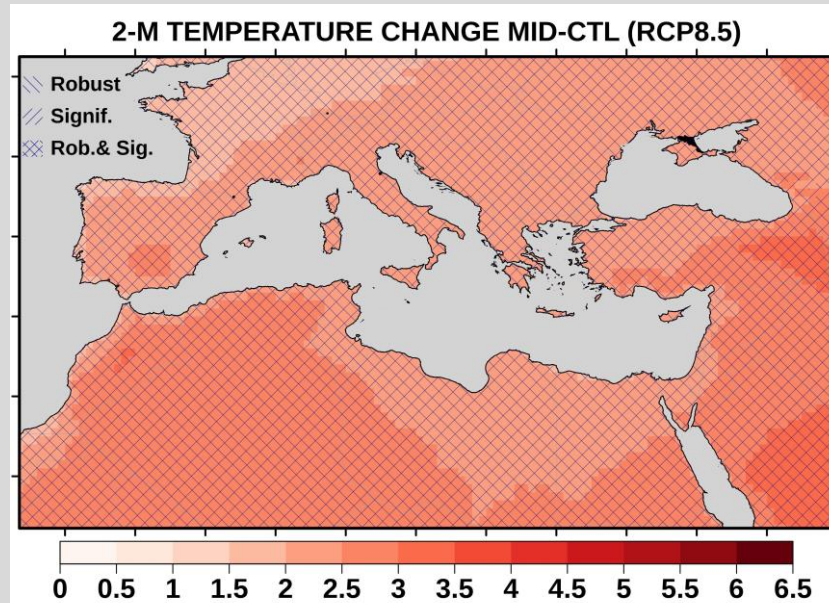 2-M TEMPERATURE CHANGE MID-CTL (RCP8.5)
Robust
Signif.
Rob.& Sig.
0 0.5 1 1.5 2 2.5 3 3.5 4 4.5 5 5.5 6 6.5